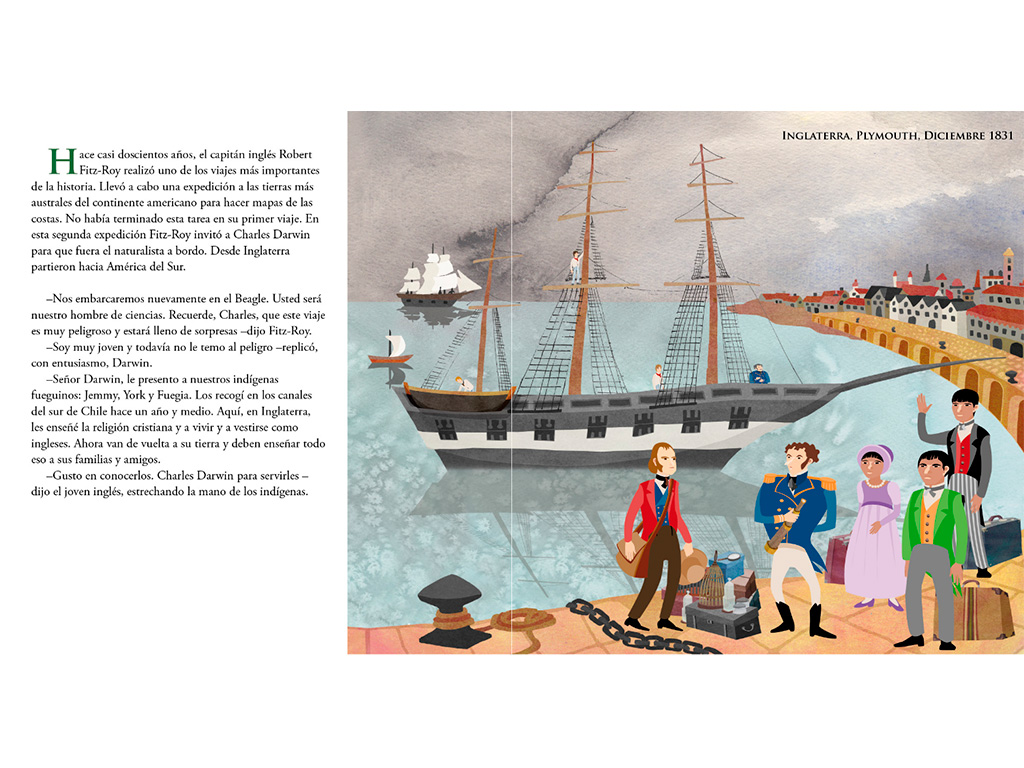 Hace casi doscientos años, el capitán inglés Robert
Fitz-Roy realizó uno de los viajes más importantes
de la historia. Llevó a cabo una expedición a las tierras más
australes del continente americano para hacer mapas de las
costas. No había terminado esta tarea en su primer viaje. En
esta segunda expedición Fitz-Roy invitó a Charles Darwin
para que fuera el naturalista a bordo. Desde Inglaterra
partieron hacia América del Sur.
–Nos embarcaremos nuevamente en el Beagle. Usted será
nuestro hombre de ciencias. Recuerde, Charles, que este viaje
es muy peligroso y estará lleno de sorpresas –dijo Fitz-Roy.
–Soy muy joven y todavía no le temo al peligro –replicó,
con entusiasmo, Darwin.
–Señor Darwin, le presento a nuestros indígenas
fueguinos: Jemmy, York y Fuegia. Los recogí en los canales
del sur de Chile hace un año y medio. Aquí, en Inglaterra,
les enseñé la religión cristiana y a vivir y a vestirse como
ingleses. Ahora van de vuelta a su tierra y deben enseñar todo
eso a sus familias y amigos.
–Gusto en conocerlos. Charles Darwin para servirles –
dijo el joven inglés, estrechando la mano de los indígenas.
Inglaterra, Plymouth, Diciembre 1831